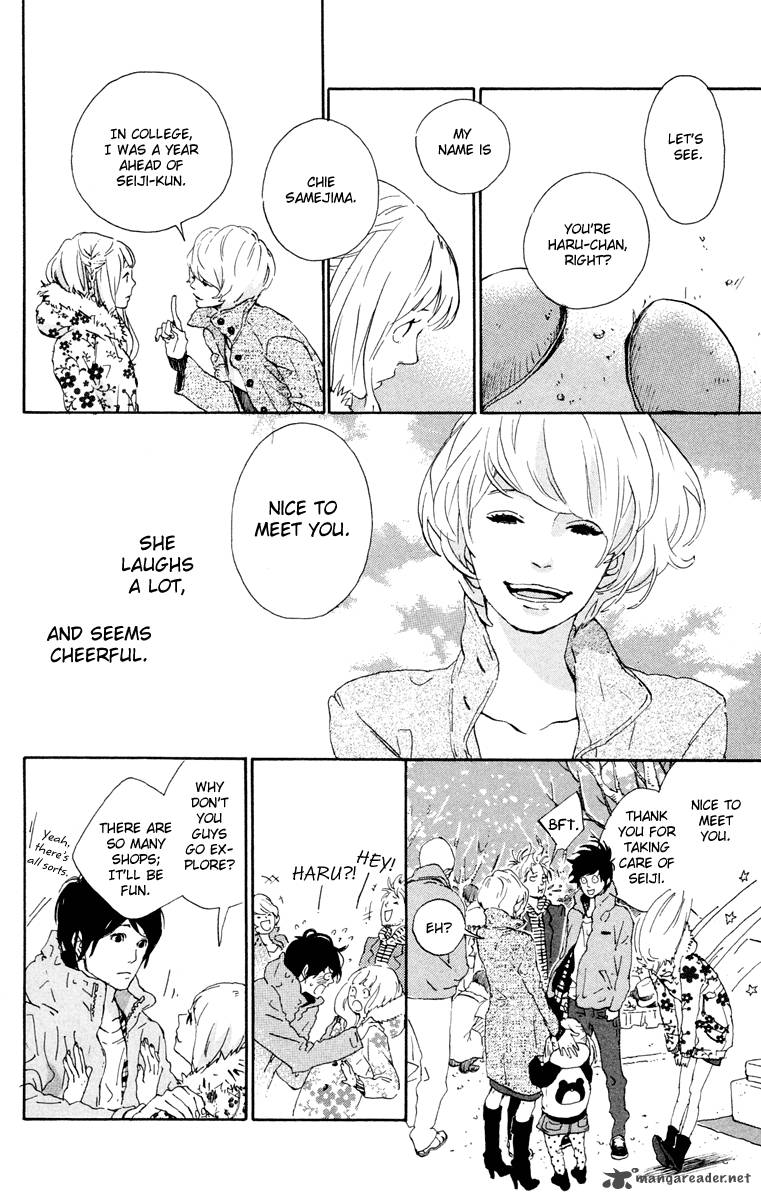 LET'S
SEE.
YOU'RE
HARU-CHAN,
RIGHT?
MY
NAME IS
CHIE
SAMEJIMA.
IN COLLEGE,
I WAS A YEAR
AHEAD OF
SEIJI-KUN.
NICE TO
MEET YOU.
SHE
LAUGHS
A LOT,
AND SEEMS
CHEERFUL.
NICE TO
MEET
YOU.
THANK
YOU FOR
TAKING
CARE OF
SEIJI.
BFT.
EH?
HEY!
HARU?!
WHY
DON'T
YOU
GUYS
GO EX-
PLORE?
THERE ARE
SO MANY
SHOPS;
IT'LL BE
FUN.
Yeah,
there's
all sorts.
mangareader.net